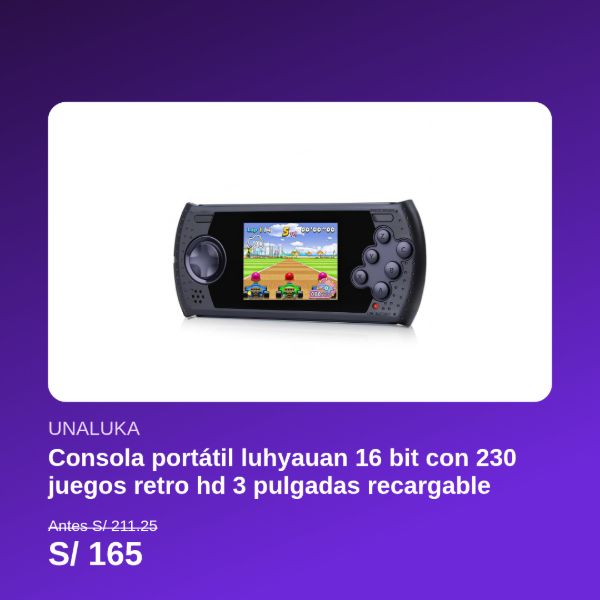 UNALUKA
Consola portátil luhyauan 16 bit con 230
juegos retro hd 3 pulgadas recargable
Antes S/ 211.25
S/ 165